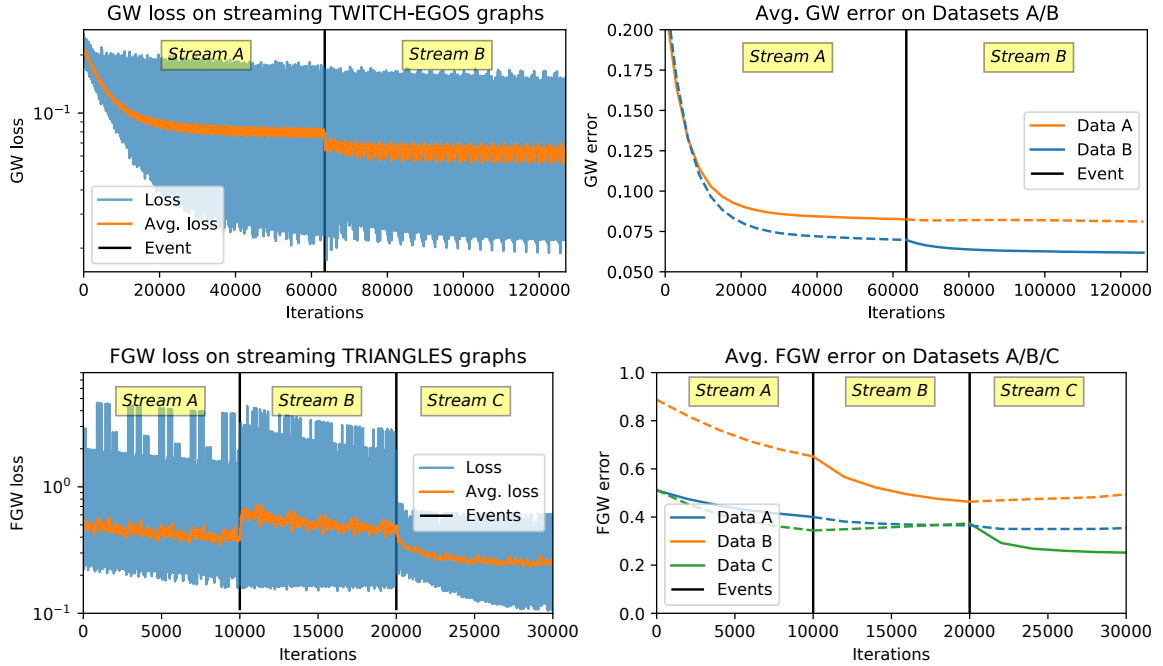 GW loss on streaming TWITCH-EGOS graphs
Stream A
Stream B
10⁻¹
GW loss
Loss
Avg. loss
Event
0 20000 40000 60000 80000 100000 120000
Iterations
Avg. GW error on Datasets A/B
0.200
0.175
0.150
0.125
0.100
0.075
0.050
GW error
Stream A
Stream B
Data A
Data B
Event
0 20000 40000 60000 80000 100000 120000
Iterations
FGW loss on streaming TRIANGLES graphs
Stream A
Stream B
Stream C
10⁰
10⁻¹
FGW loss
Loss
Avg. loss
Events
0 5000 10000 15000 20000 25000 30000
Iterations
Avg. FGW error on Datasets A/B/C
1.0
0.8
0.6
0.4
0.2
0.0
FGW error
Stream A
Stream B
Stream C
Data A
Data B
Data C
Events
0 5000 10000 15000 20000 25000 30000
Iterations